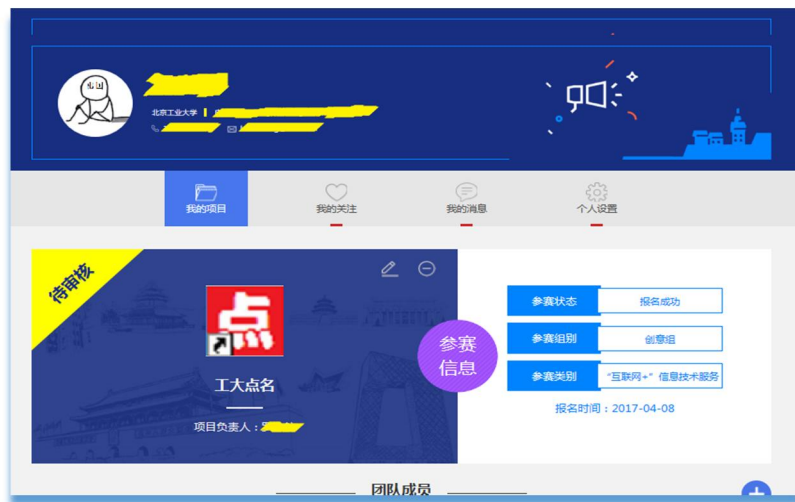 北京工业大学
我的项目
我的关注
我的消息
个人设置
待审核
点
工大点名
项目负责人：
参赛
信息
参赛状态 报名成功
参赛组别 创意组
参赛类别 “互联网+” 信息技术服务
报名时间：2017-04-08
团队成员